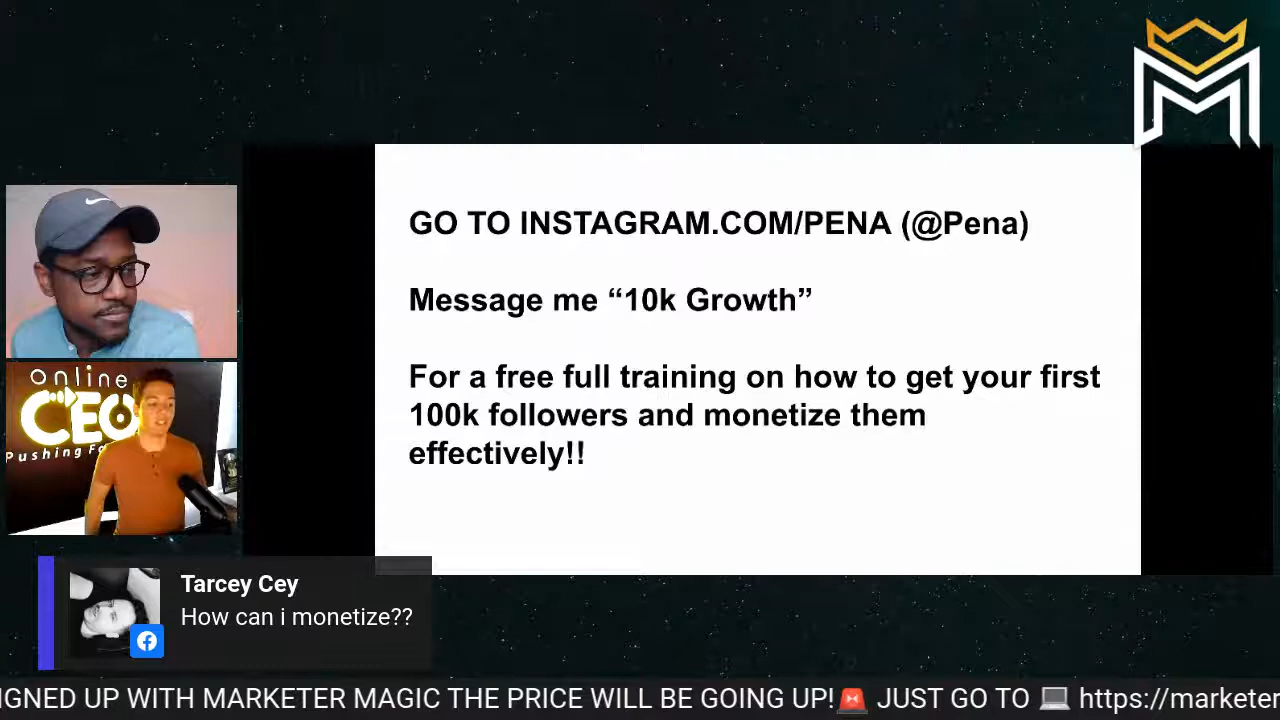 GO TO INSTAGRAM.COM/PENA (@Pena)
Message me “10k Growth”
For a free full training on how to get your first
100k followers and monetize them
effectively!!
online
CEO
Pushing Fo
Tarcey Cey
How can i monetize??
IGNED UP WITH MARKETER MAGIC THE PRICE WILL BE GOING UP!🚨 JUST GO TO 💻 https://marketer